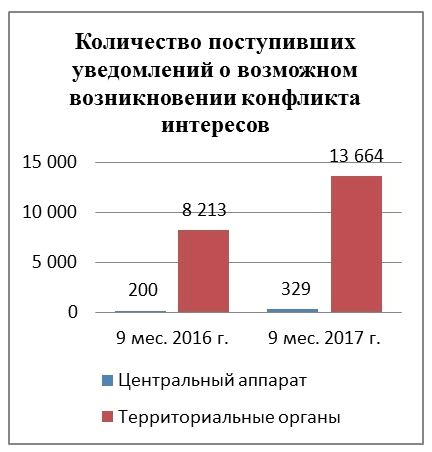 Количество поступивших
уведомлений о возможном
возникновении конфликта
интересов
15 000
10 000
5 000
0
200
8 213
329
13 664
9 мес. 2016 г.
9 мес. 2017 г.
Центральный аппарат
Территориальные органы